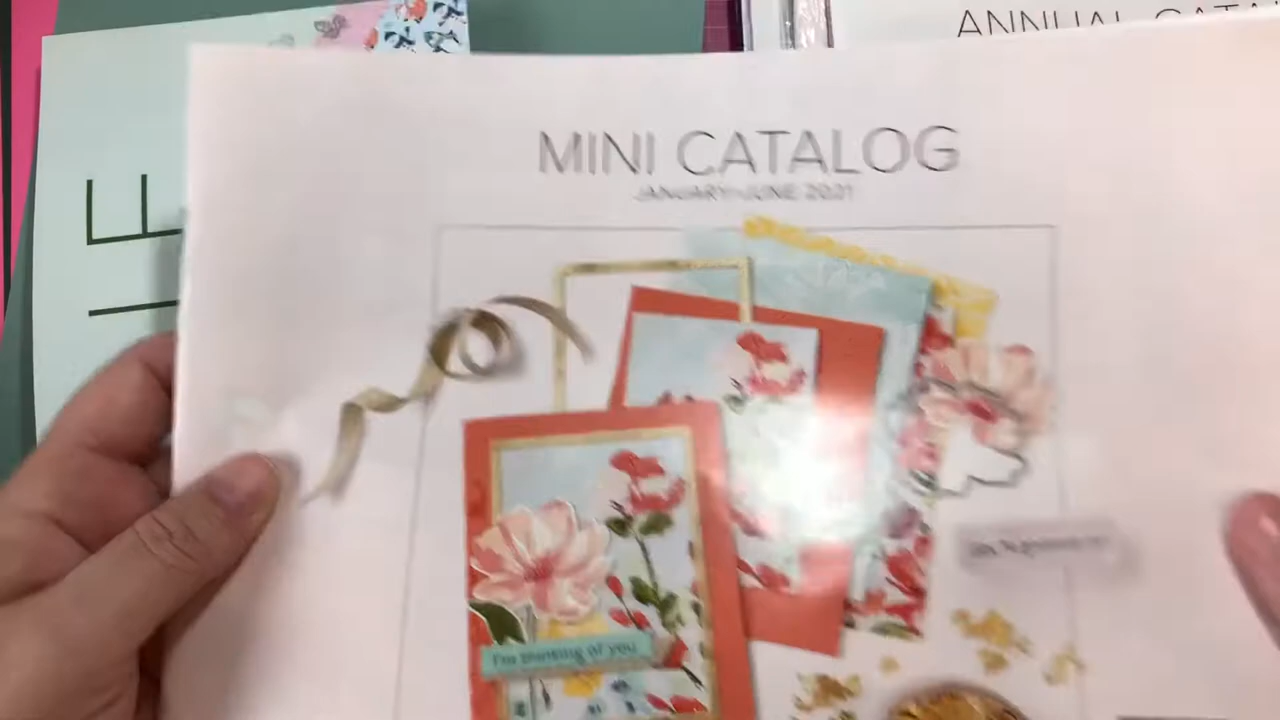 ANNUAL CATA
MINI CATALOG
JANUARY–JUNE 2021
I'm thinking of you